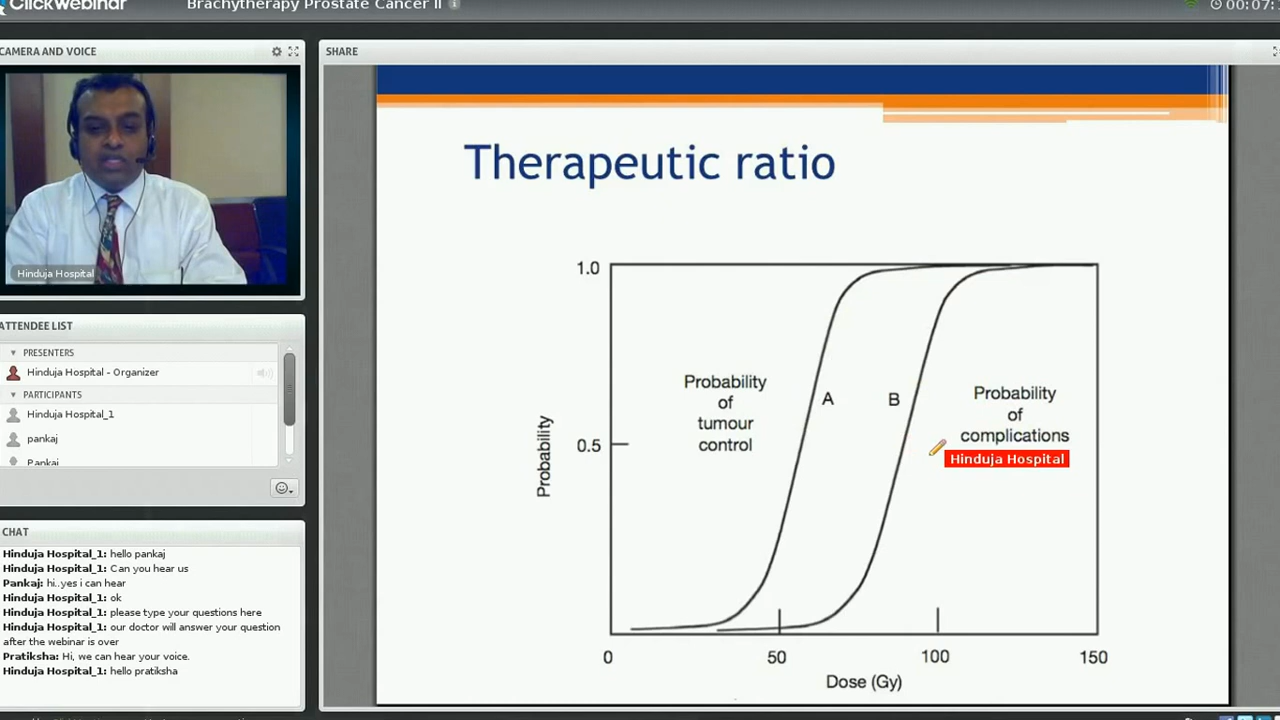 ClickWebinar
Brachytherapy Prostate Cancer II
00:07:
CAMERA AND VOICE
Hinduja Hospital
ATTENDEE LIST
PRESENTERS
Hinduja Hospital - Organizer
PARTICIPANTS
Hinduja Hospital_1
pankaj
Pankaj
CHAT
Hinduja Hospital_1: hello pankaj
Hinduja Hospital_1: Can you hear us
Pankaj: hi..yes i can hear
Hinduja Hospital_1: ok
Hinduja Hospital_1: please type your questions here
Hinduja Hospital_1: our doctor will answer your question
after the webinar is over
Pratiksha: Hi, we can hear your voice.
Hinduja Hospital_1: hello pratiksha
SHARE
Therapeutic ratio
1.0
0.5
Probability
Probability
of
tumour
control
A
B
Probability
of
complications
Hinduja Hospital
0
50
100
150
Dose (Gy)